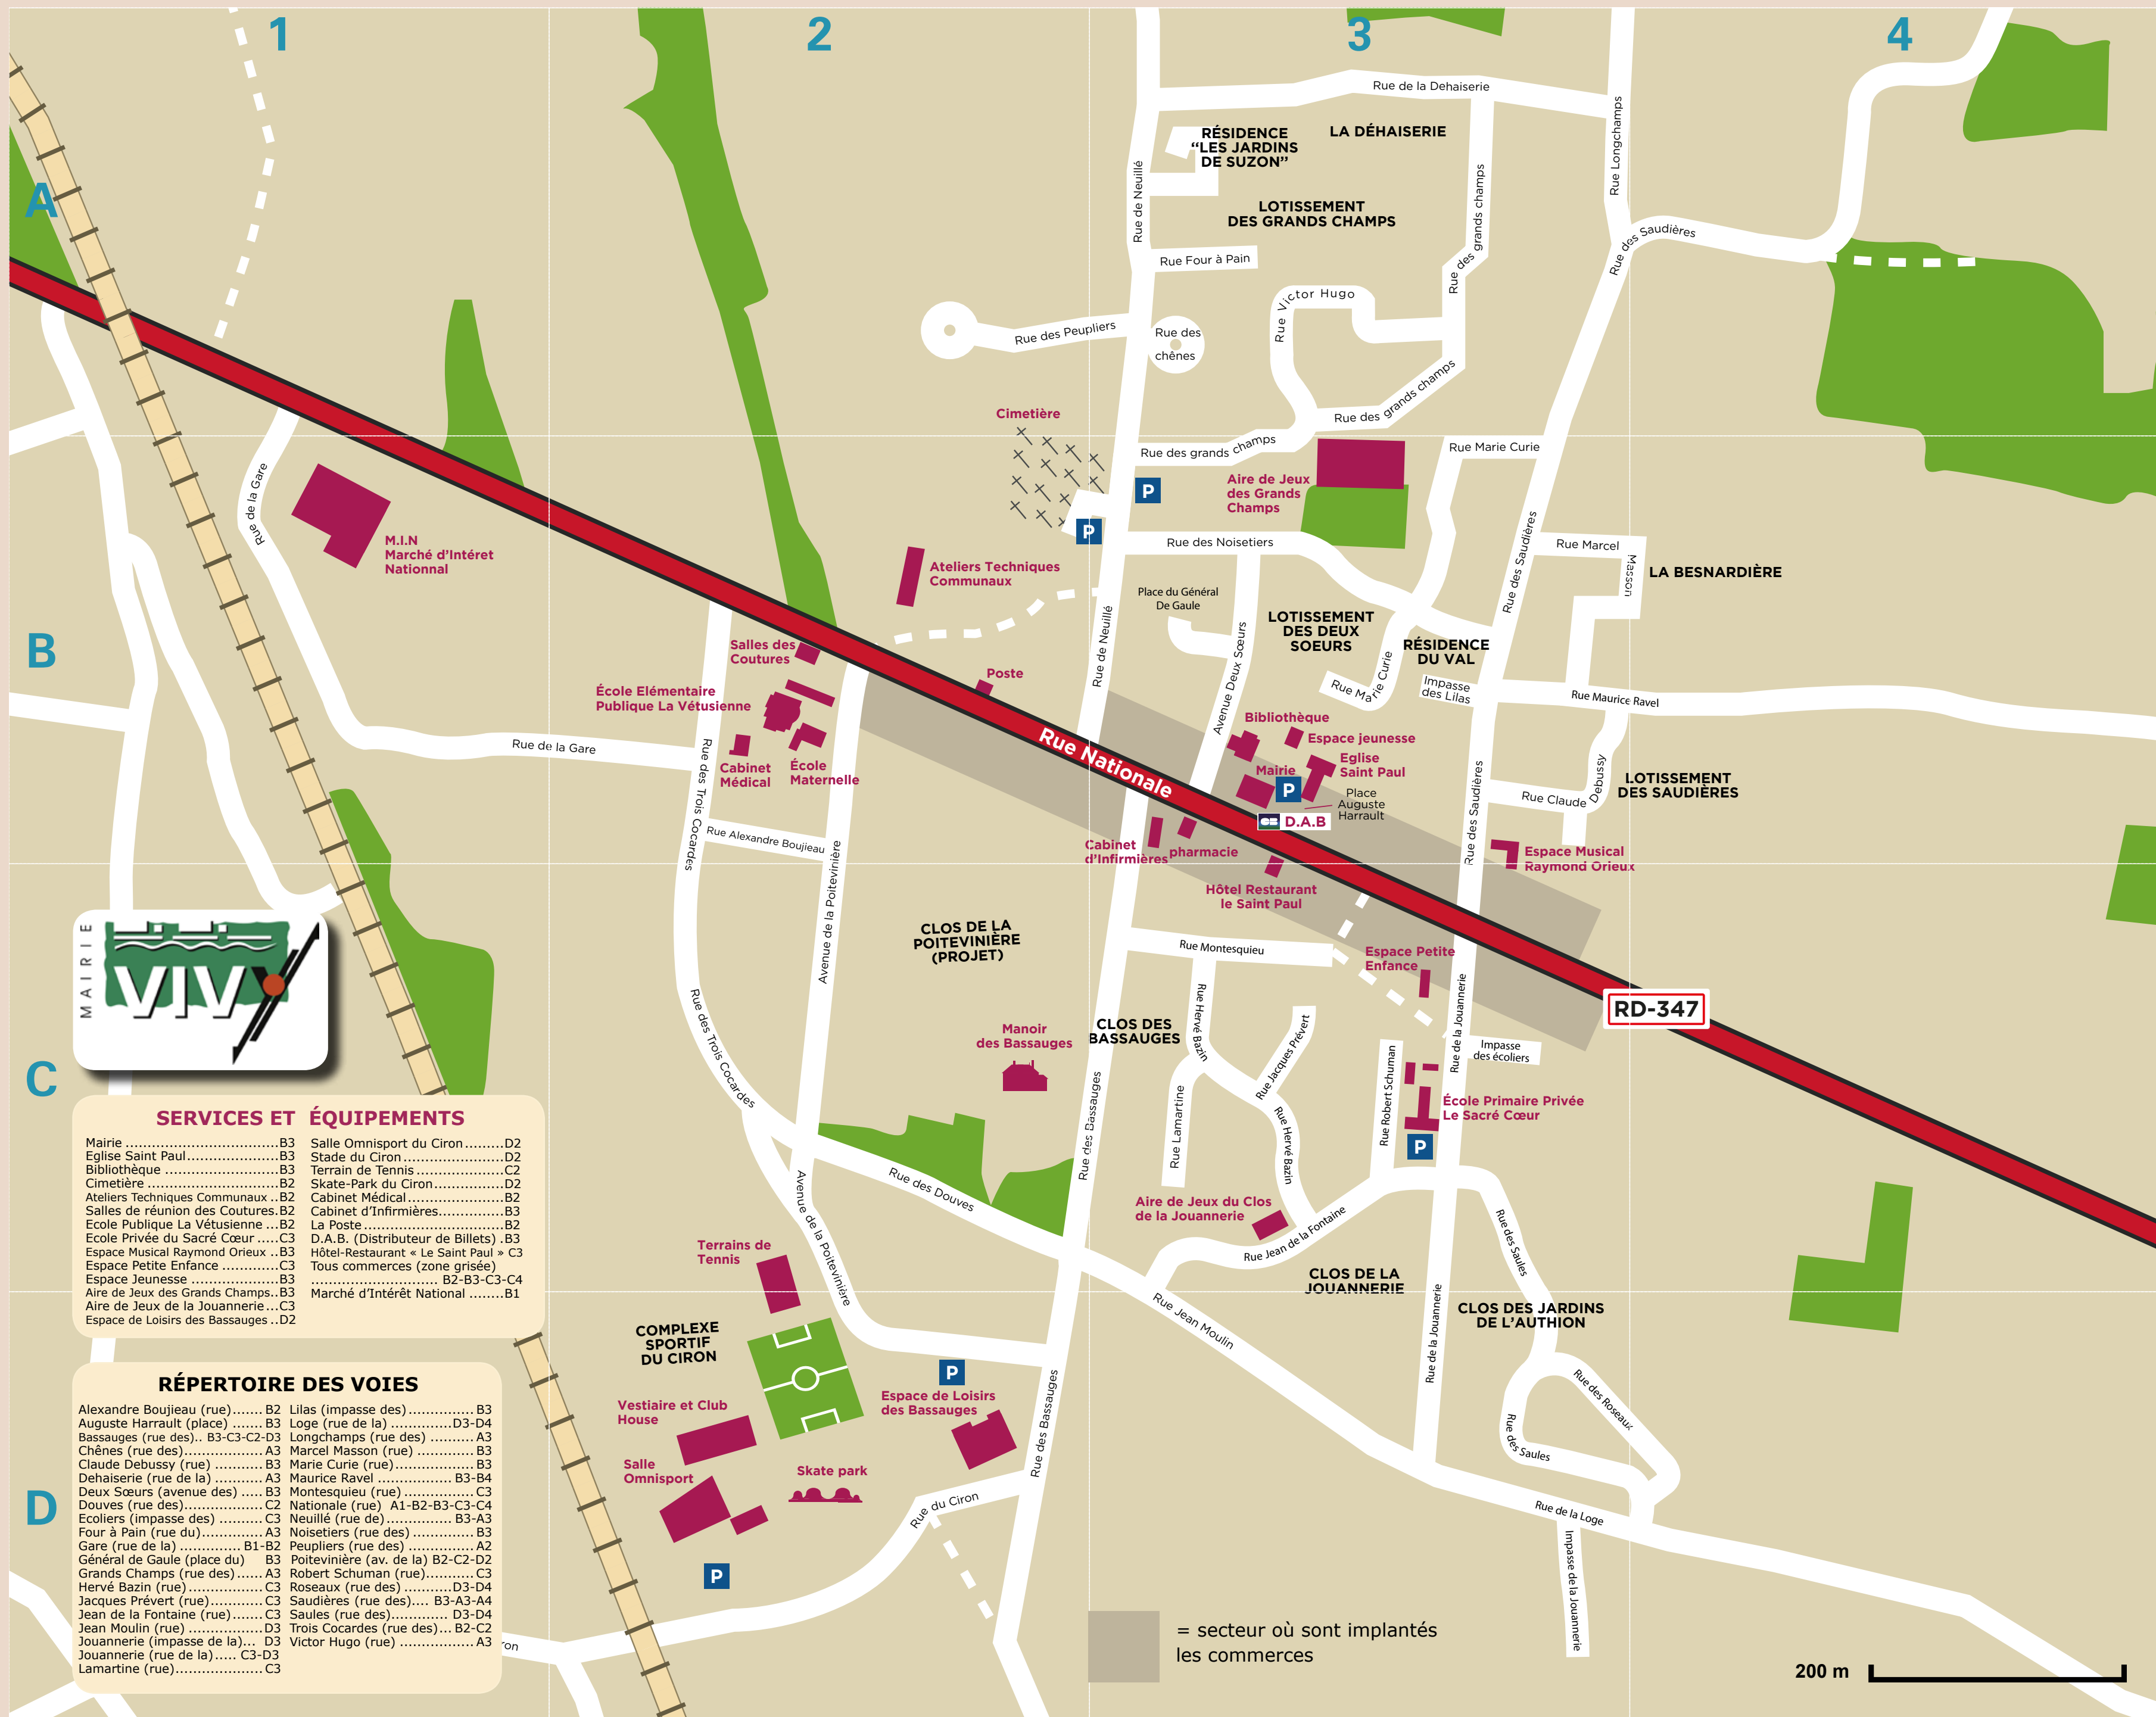 1
2
3
4
A
B
C
D
Rue de la Dehaiserie
RÉSIDENCE
“LES JARDINS
DE SUZON”
LA DÉHAISERIE
Rue Longchamps
Rue de Neuillé
LOTISSEMENT
DES GRANDS CHAMPS
Rue des grands champs
Rue des Saudières
Rue Four à Pain
Rue Victor Hugo
Rue des Peupliers
Rue des
chênes
Rue des grands champs
Cimetière
Rue des grands champs
Rue Marie Curie
Aire de Jeux
des Grands
Champs
P
P
Rue de la Gare
M.I.N
Marché d’Intéret
Nationnal
Rue des Noisetiers
Rue des Saudières
Rue Marcel
Masson
LA BESNARDIÈRE
Ateliers Techniques
Communaux
Place du Général
De Gaule
Rue de Neuillé
Avenue Deux Sœurs
LOTISSEMENT
DES DEUX
SOEURS
RÉSIDENCE
DU VAL
Rue Marie Curie
Impasse
des Lilas
Rue Maurice Ravel
Salles des
Coutures
École Elémentaire
Publique La Vétusienne
Poste
Rue Nationale
Bibliothèque
Espace jeunesse
Eglise
Saint Paul
Mairie
P
Place
Auguste
Harrault
D.A.B
Rue de la Gare
Rue des Trois Cocardes
Cabinet
Médical
École
Maternelle
Rue Alexandre Boujieau
Avenue de la Poitevinière
Cabinet
d’Infirmières
pharmacie
Hôtel Restaurant
le Saint Paul
Rue des Saudières
Rue Claude Debussy
LOTISSEMENT
DES SAUDIÈRES
Espace Musical
Raymond Orieux
MAIRIE
VIVY
CLOS DE LA
POITEVINIÈRE
(PROJET)
Rue Montesquieu
Espace Petite
Enfance
RD-347
Rue des Trois Cocardes
Manoir
des Bassauges
CLOS DES
BASSAUGES
Rue Hervé Bazin
Rue Jacques Prévert
Rue de la Jouannerie
Impasse
des écoliers
Rue des Bassauges
Rue Lamartine
Rue Hervé Bazin
Rue Robert Schuman
École Primaire Privée
Le Sacré Cœur
P
Rue des Douves
Avenue de la Poitevinière
Aire de Jeux du Clos
de la Jouannerie
Rue Jean de la Fontaine
Rue des Saules
CLOS DE LA
JOUANNERIE
Terrains de
Tennis
Rue Jean Moulin
Rue de la Jouannerie
CLOS DES JARDINS
DE L’AUTHION
COMPLEXE
SPORTIF
DU CIRON
P
Espace de Loisirs
des Bassauges
Rue des Bassauges
Rue des Roseaux
Rue des Saules
Vestiaire et Club
House
Salle
Omnisport
Skate park
Rue du Ciron
P
Rue de la Loge
Impasse de la Jouannerie
ron
= secteur où sont implantés
les commerces
200 m
SERVICES ET ÉQUIPEMENTS
Mairie ..................................B3
Eglise Saint Paul....................B3
Bibliothèque .........................B3
Cimetière .............................B2
Ateliers Techniques Communaux ..B2
Salles de réunion des Coutures.B2
Ecole Publique La Vétusienne ...B2
Ecole Privée du Sacré Cœur .....C3
Espace Musical Raymond Orieux ..B3
Espace Petite Enfance ............C3
Espace Jeunesse ...................B3
Aire de Jeux des Grands Champs..B3
Aire de Jeux de la Jouannerie...C3
Espace de Loisirs des Bassauges ..D2
Salle Omnisport du Ciron.........D2
Stade du Ciron......................D2
Terrain de Tennis ...................C2
Skate-Park du Ciron...............D2
Cabinet Médical.....................B2
Cabinet d’Infirmières..............B3
La Poste ...............................B2
D.A.B. (Distributeur de Billets) .B3
Hôtel-Restaurant « Le Saint Paul » C3
Tous commerces (zone grisée)
............................ B2-B3-C3-C4
Marché d’Intérêt National ........B1
RÉPERTOIRE DES VOIES
Alexandre Boujieau (rue)....... B2
Auguste Harrault (place) ....... B3
Bassauges (rue des).. B3-C3-C2-D3
Chênes (rue des)..................A3
Claude Debussy (rue) ........... B3
Dehaiserie (rue de la) ........... A3
Deux Sœurs (avenue des) ..... B3
Douves (rue des)..................C2
Ecoliers (impasse des) .......... C3
Four à Pain (rue du)..............A3
Gare (rue de la) ............. B1-B2
Général de Gaule (place du) B3
Grands Champs (rue des)......A3
Hervé Bazin (rue).................C3
Jacques Prévert (rue)............C3
Jean de la Fontaine (rue).......C3
Jean Moulin (rue) .................D3
Jouannerie (impasse de la)... D3
Jouannerie (rue de la)..... C3-D3
Lamartine (rue)....................C3
Lilas (impasse des)............... B3
Loge (rue de la) .............D3-D4
Longchamps (rue des) .......... A3
Marcel Masson (rue) ............. B3
Marie Curie (rue).................. B3
Maurice Ravel ................. B3-B4
Montesquieu (rue)................C3
Nationale (rue) A1-B2-B3-C3-C4
Neuillé (rue de)............... B3-A3
Noisetiers (rue des) .............. B3
Peupliers (rue des) ............... A2
Poitevinière (av. de la) B2-C2-D2
Robert Schuman (rue)...........C3
Roseaux (rue des) ...........D3-D4
Saudières (rue des).... B3-A3-A4
Saules (rue des)............. D3-D4
Trois Cocardes (rue des)... B2-C2
Victor Hugo (rue) ................. A3